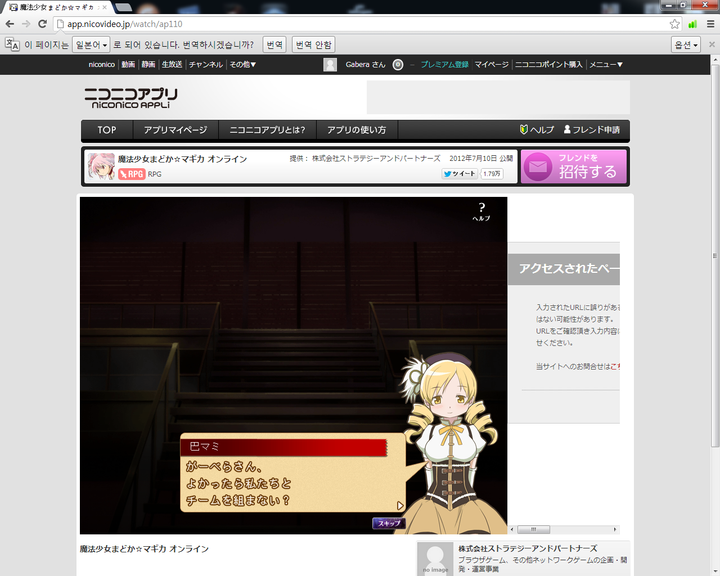 魔法少女まどか☆マギカ
app.nicovideo.jp/watch/ap110
이 페이지는 일본어 로 되어 있습니다. 번역하시겠습니까? 번역 번역 안함 옵션
niconico 動画 静画 生放送 チャンネル その他▼ Gabera さん プレミアム登録 マイページ ニコニコポイント購入 メニュー▼
ニコニコアプリ
NICONICO APPLI
TOP アプリマイページ ニコニコアプリとは? アプリの使い方 ヘルプ フレンド申請
魔法少女まどか☆マギカ オンライン 提供： 株式会社ストラテジーアンドパートナーズ 2012年7月10日 公開
RPG RPG ツイート 1.79万
フレンドを
招待する
?
ヘルプ
アクセスされたペー
入力されたURLに誤りがある
はない可能性があります。
URLをご確認頂き入力内容に
せください。
当サイトへのお問合せはこち
巴マミ
がーべらさん、
よかったら私たちと
チームを組まない？
スキップ
魔法少女まどか☆マギカ オンライン
no image
株式会社ストラテジーアンドパートナーズ
ブラウザゲーム、その他ネットワークゲームの企画・開
発・運営事業